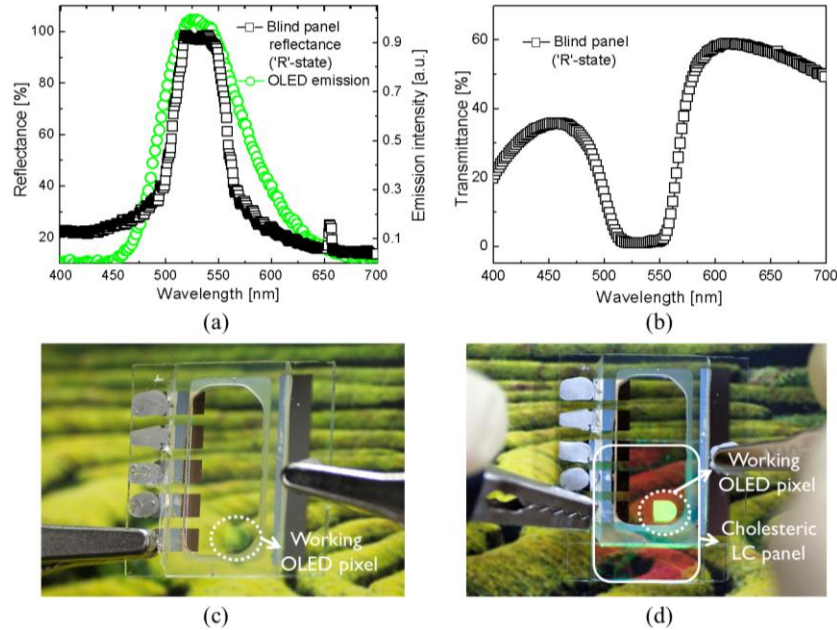 100
80
60
40
20
Reflectance [%]
Blind panel
reflectance
('R'-state)
OLED emission
0.9
0.7
0.5
0.3
0.1
Emission intensity [a.u.]
400 450 500 550 600 650 700
Wavelength [nm]
(a)
60
40
20
0
Transmittance [%]
Blind panel
('R'-state)
400 450 500 550 600 650 700
Wavelength [nm]
(b)
Working
OLED pixel
(c)
Working
OLED pixel
Cholesteric
LC panel
(d)